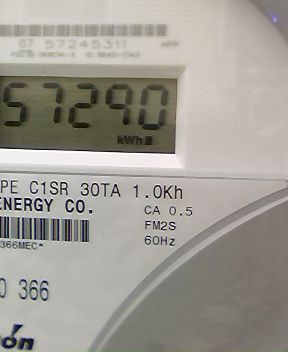 07 57245311
57290
kWh
PE C1SR 30TA 1.0Kh
ENERGY CO.
CA 0.5
366MEC*
FM2S
60Hz
0 366
ón